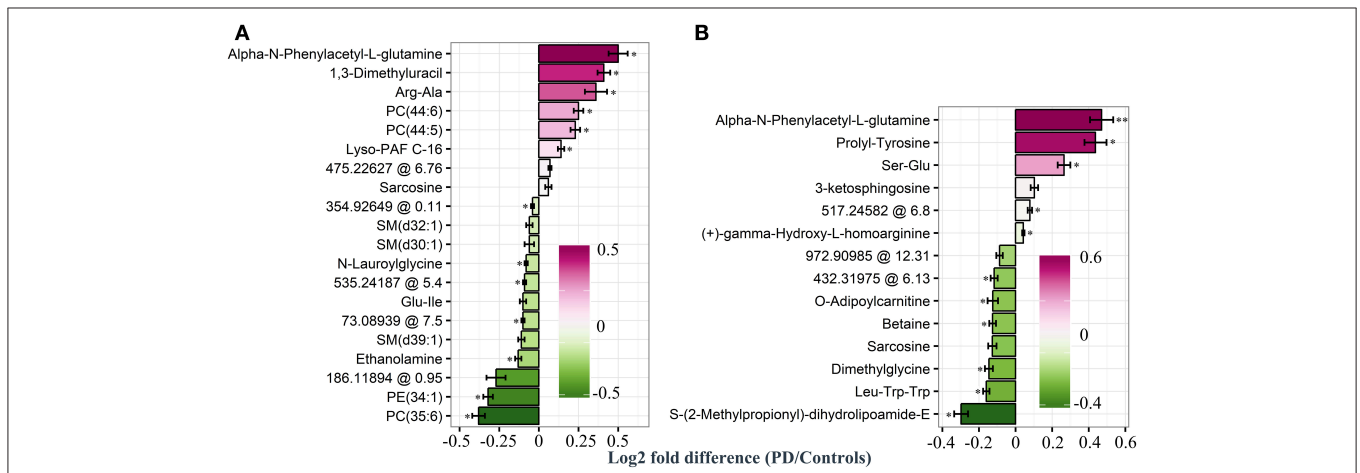 A
Alpha-N-Phenylacetyl-L-glutamine *
1,3-Dimethyluracil *
Arg-Ala *
PC(44:6) *
PC(44:5) *
Lyso-PAF C-16 *
475.22627 @ 6.76
Sarcosine
354.92649 @ 0.11 *
SM(d32:1)
SM(d30:1)
N-Lauroylglycine *
535.24187 @ 5.4 *
Glu-Ile
73.08939 @ 7.5 *
SM(d39:1)
Ethanolamine *
186.11894 @ 0.95
PE(34:1) *
PC(35:6) *
0.5
0
-0.5
-0.5 -0.25 0 0.25 0.5
B
Alpha-N-Phenylacetyl-L-glutamine **
Prolyl-Tyrosine *
Ser-Glu *
3-ketosphingosine
517.24582 @ 6.8 *
(+)-gamma-Hydroxy-L-homoarginine *
972.90985 @ 12.31
432.31975 @ 6.13 *
O-Adipoylcarnitine *
Betaine *
Sarcosine
Dimethylglycine *
Leu-Trp-Trp *
S-(2-Methylpropionyl)-dihydrolipoamide-E *
0.6
0
-0.4
-0.4 -0.2 0 0.2 0.4 0.6
Log2 fold difference (PD/Controls)